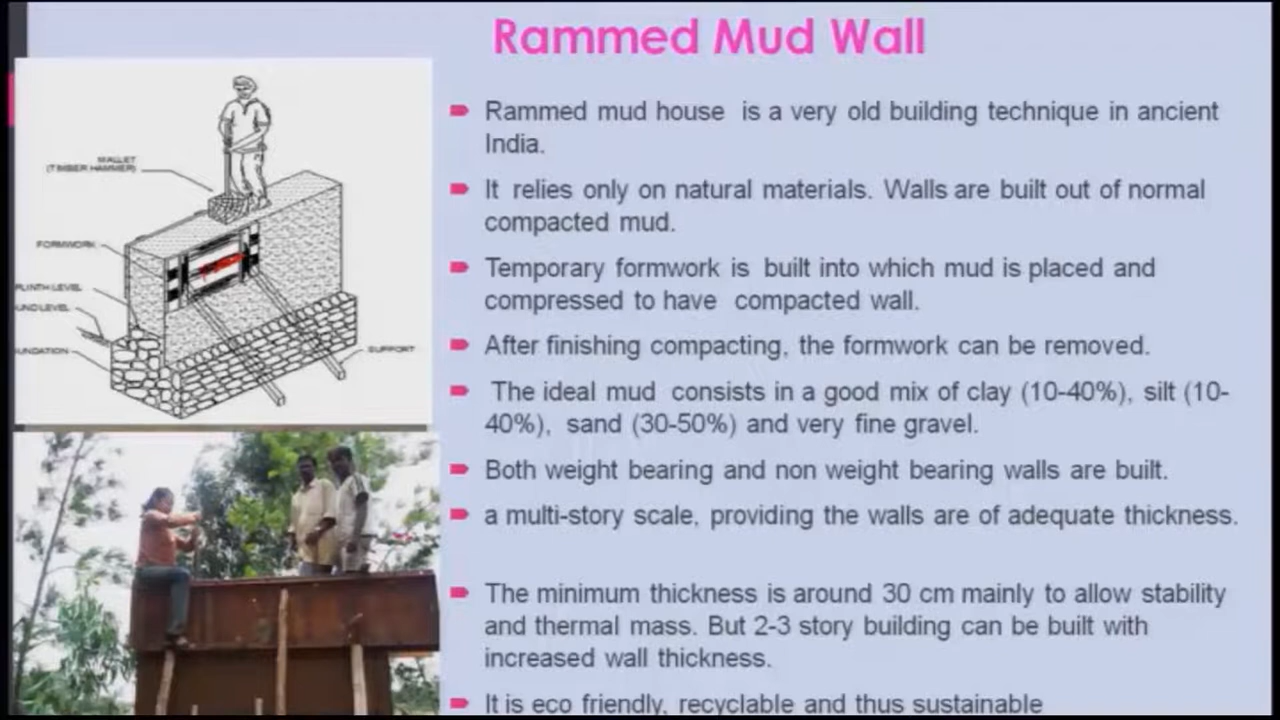 Rammed Mud Wall
MALLET
(TIMBER HAMMER)
FORMWORK
PLINTH LEVEL
UND LEVEL
UNDATION
SUPPORT
Rammed mud house is a very old building technique in ancient
India.
It relies only on natural materials. Walls are built out of normal
compacted mud.
Temporary formwork is built into which mud is placed and
compressed to have compacted wall.
After finishing compacting, the formwork can be removed.
The ideal mud consists in a good mix of clay (10-40%), silt (10-
40%), sand (30-50%) and very fine gravel.
Both weight bearing and non weight bearing walls are built.
a multi-story scale, providing the walls are of adequate thickness.
The minimum thickness is around 30 cm mainly to allow stability
and thermal mass. But 2-3 story building can be built with
increased wall thickness.
It is eco friendly, recyclable and thus sustainable